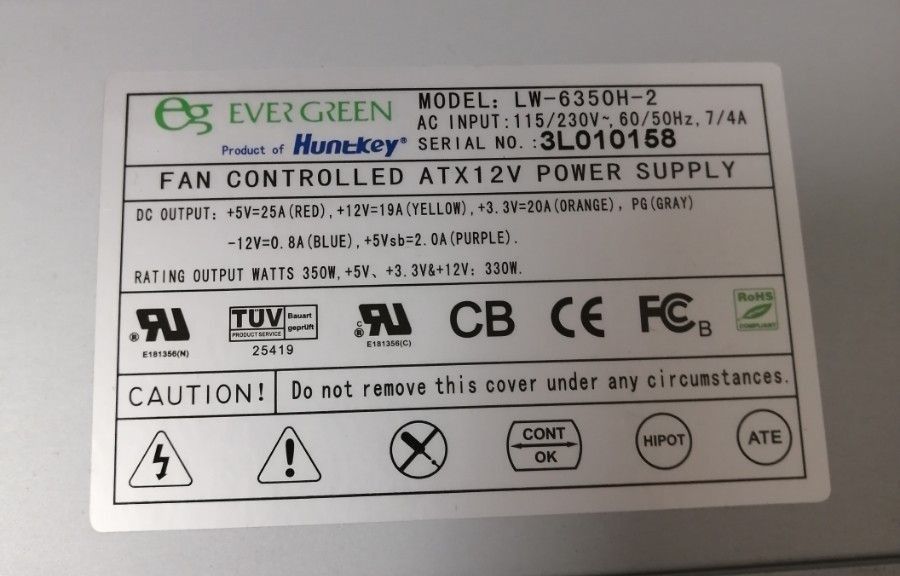 eg EVER GREEN
Product of Huntkey®
MODEL: LW-6350H-2
AC INPUT:115/230V~, 60/50Hz, 7/4A
SERIAL NO.:3L010158
FAN CONTROLLED ATX12V POWER SUPPLY
DC OUTPUT: +5V=25A(RED), +12V=19A(YELLOW), +3.3V=20A(ORANGE), PG(GRAY)
-12V=0.8A(BLUE), +5Vsb=2.0A(PURPLE).
RATING OUTPUT WATTS 350W, +5V、+3.3V&+12V: 330W.
RU ®
E181356(N)
TÜV PRODUCT SERVICE Bauart geprüft
25419
c RU ®
E181356(C)
CB
CE
FC B
RoHS
COMPLIANT
CAUTION! Do not remove this cover under any circumstances.
CONT
OK
HIPOT
ATE